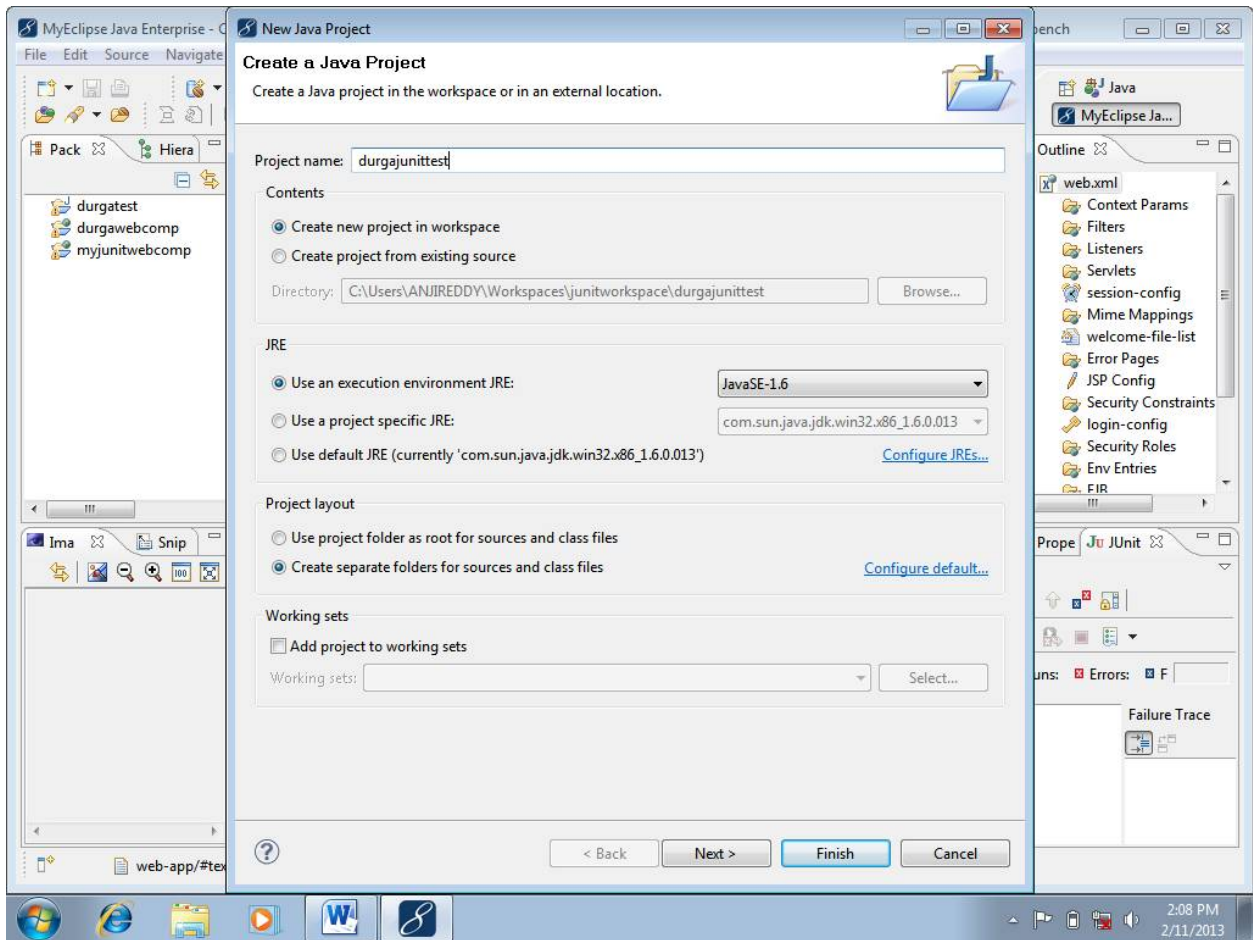 MyEclipse Java Enterprise - C
New Java Project
bench
File Edit Source Navigate
Create a Java Project
Create a Java project in the workspace or in an external location.
Java
MyEclipse Ja...
Pack
Hiera
Outline
Project name: durgajunittest
durgatest
durgawebcomp
myjunitwebcomp
Contents
Create new project in workspace
Create project from existing source
Directory: C:\Users\ANJIREDDY\Workspaces\junitworkspace\durgajunittest
Browse...
JRE
Use an execution environment JRE:
JavaSE-1.6
Use a project specific JRE:
com.sun.java.jdk.win32.x86_1.6.0.013
Use default JRE (currently 'com.sun.java.jdk.win32.x86_1.6.0.013')
Configure JREs...
Project layout
Use project folder as root for sources and class files
Create separate folders for sources and class files
Configure default...
Working sets
Add project to working sets
Working sets:
Select...
< Back
Next >
Finish
Cancel
web.xml
Context Params
Filters
Listeners
Servlets
session-config
Mime Mappings
welcome-file-list
Error Pages
JSP Config
Security Constraints
login-config
Security Roles
Env Entries
EJB
Ima
Snip
100
Prope
JUnit
uns:
Errors:
F
Failure Trace
web-app/#tex
2:08 PM
2/11/2013